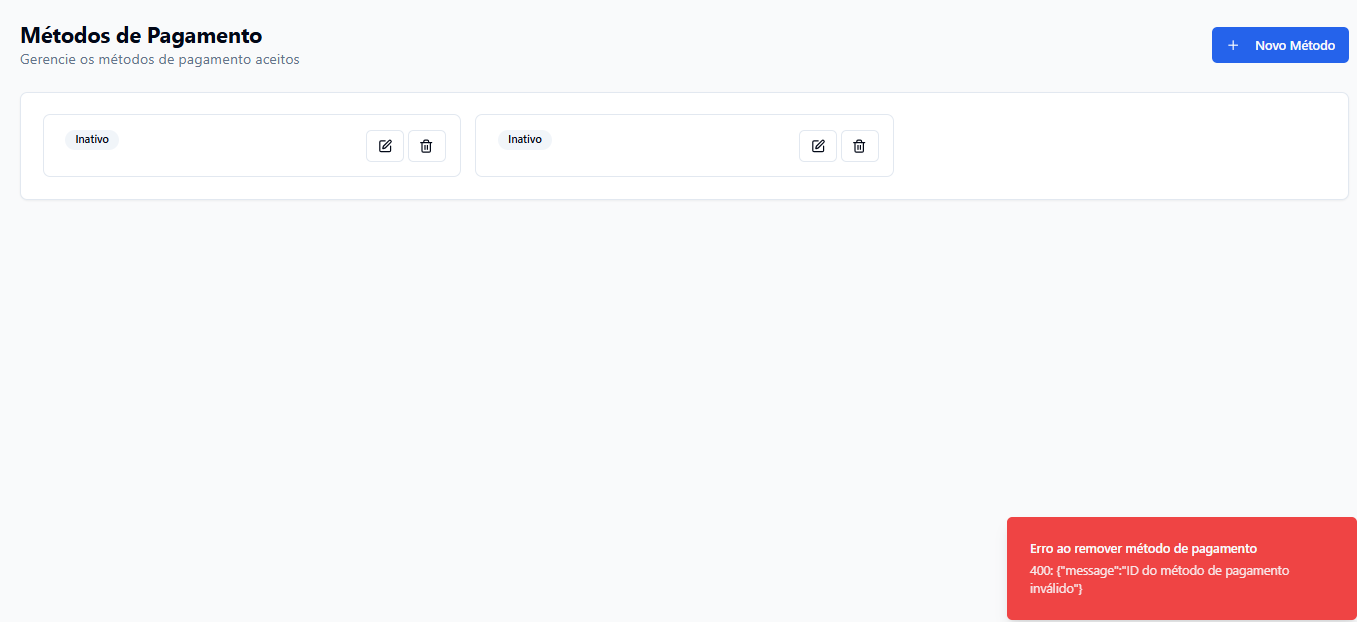 Métodos de Pagamento
Gerencie os métodos de pagamento aceitos
Novo Método
Inativo
Inativo
Erro ao remover método de pagamento
400: {"message":"ID do método de pagamento
inválido"}